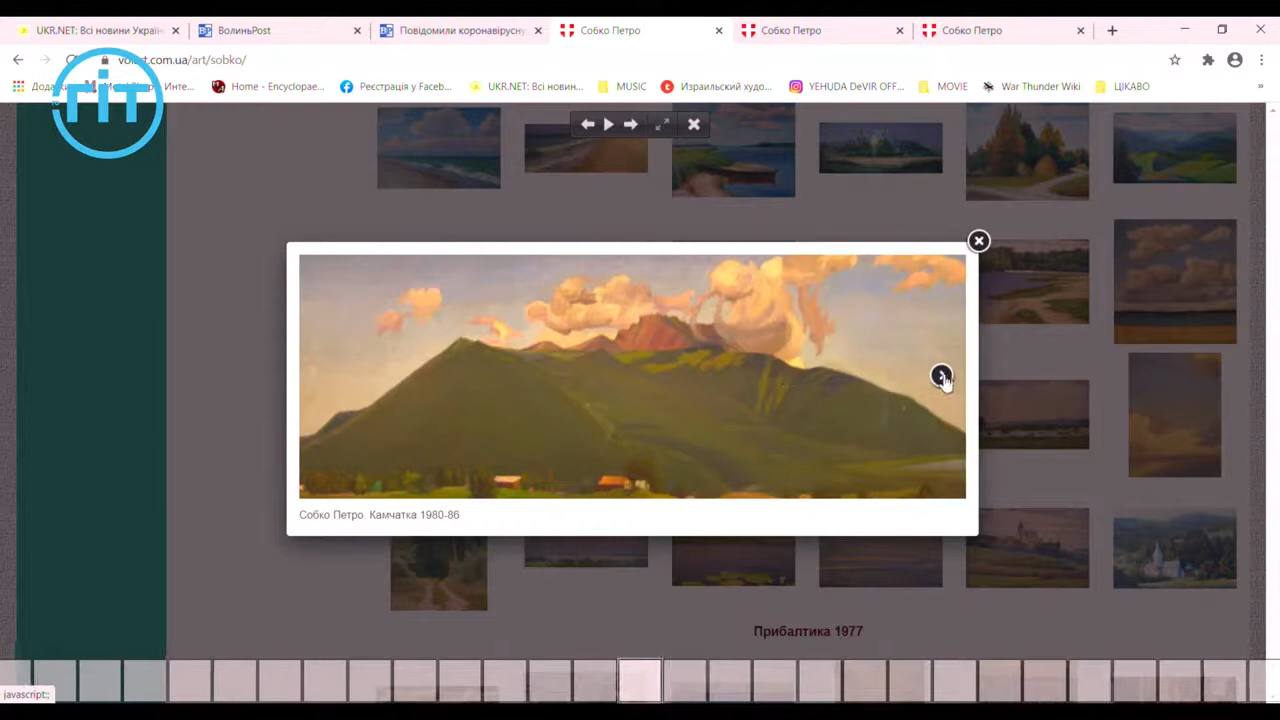 UKR.NET: Всі новини Україн
ВолиньPost
Повідомили коронавірусну
Собко Петро
Собко Петро
Собко Петро
volart.com.ua/art/sobko/
Home - Encyclopae...
Реєстрація у Faceb...
UKR.NET: Всі новин...
MUSIC
Израильский худо...
YEHUDA DeVIR OFF...
MOVIE
War Thunder Wiki
ЦІКАВО
ГІТ
Собко Петро. Камчатка 1980-86
Прибалтика 1977
javascript:;